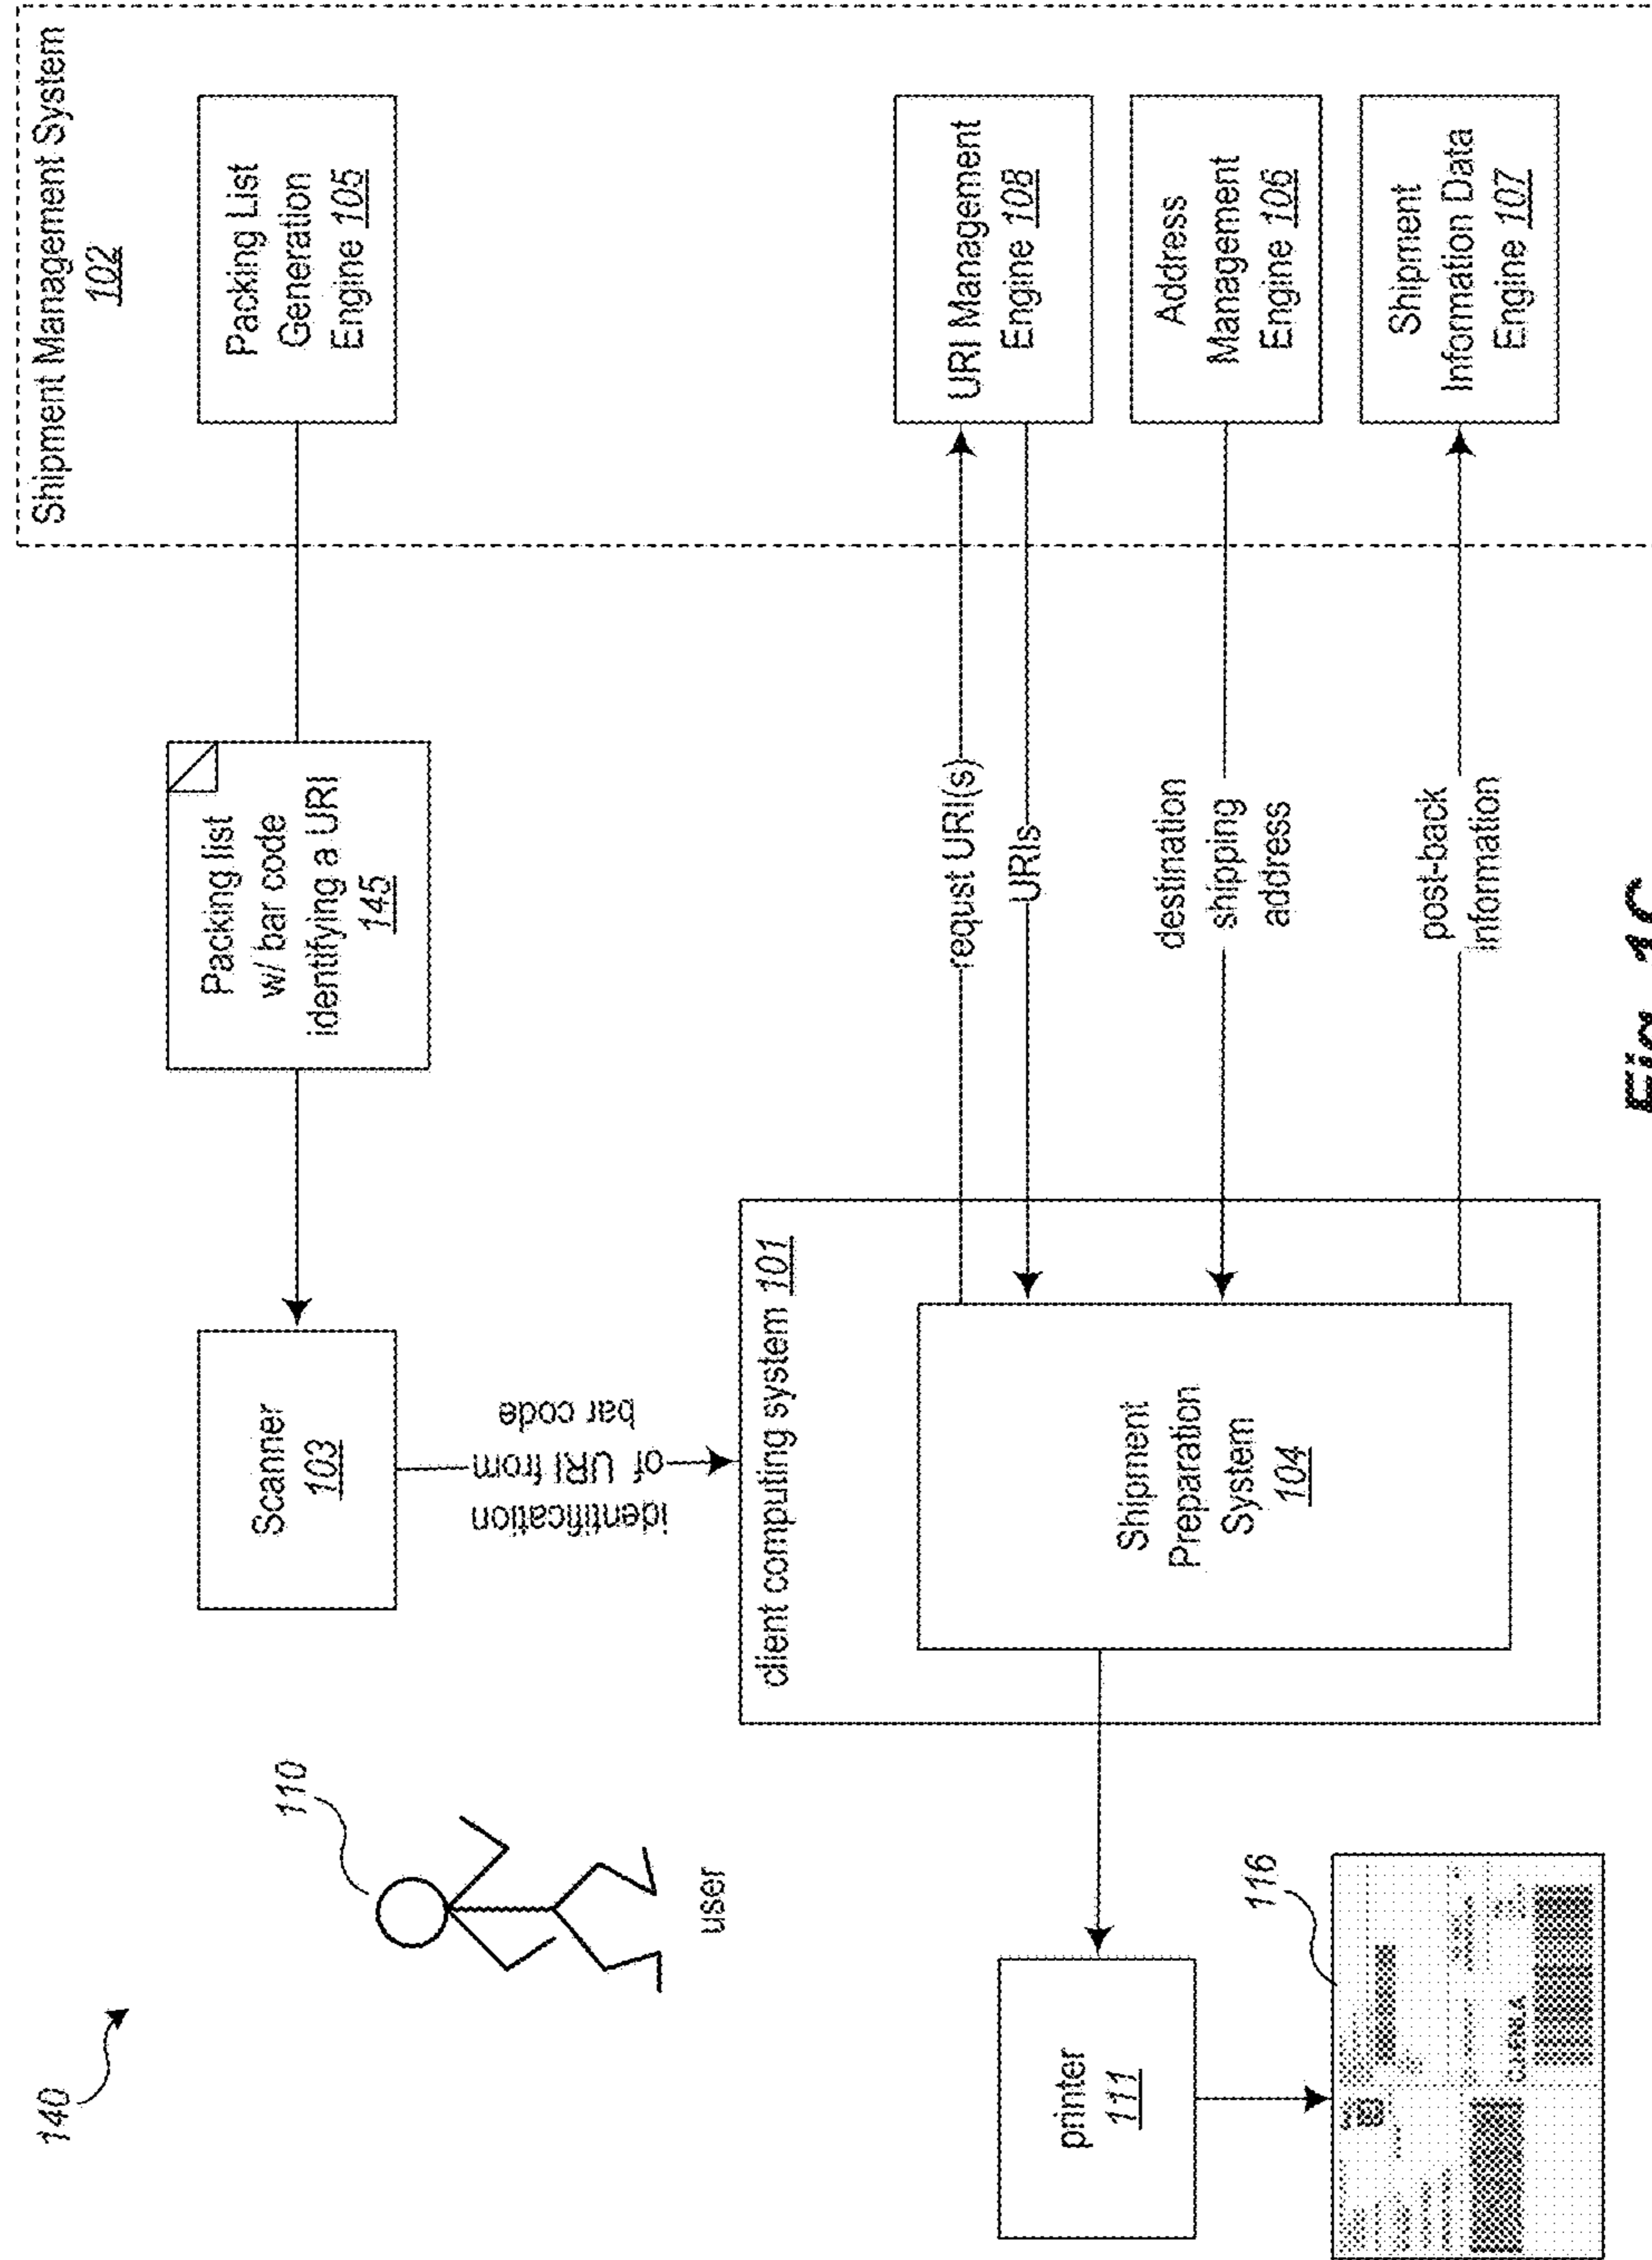 140
110
user
Scanner
103
Packing list
w/ bar code
identifying a URI
145
Shipment Management System
102
Packing List
Generation
Engine 105
identification
of URI from
bar code
client computing system 101
Shipment
Preparation
System
104
requst URI(s)
URIs
destination
shipping
address
post-back
information
URI Management
Engine 108
Address
Management
Engine 106
Shipment
Information Data
Engine 107
printer
111
116
Fig. 1C